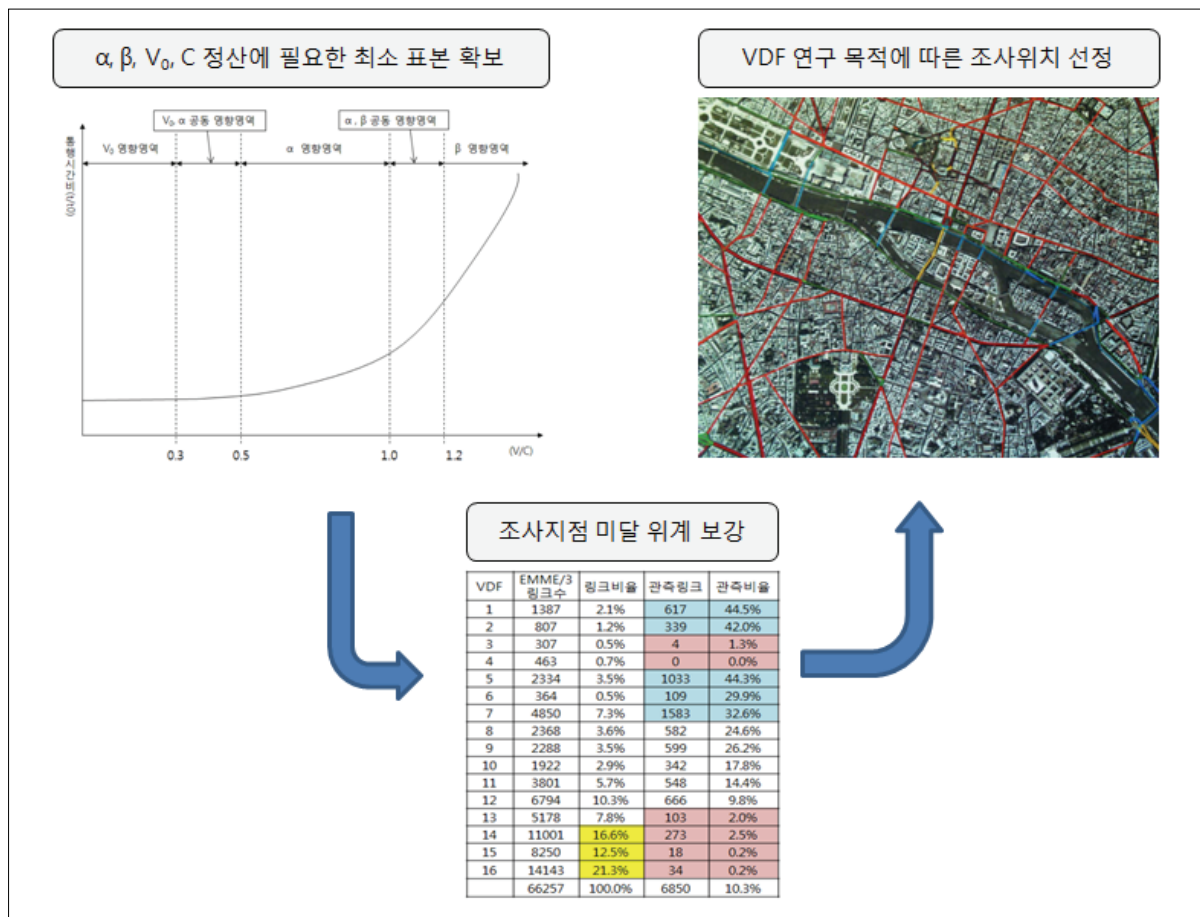 α, β, V₀, C 정산에 필요한 최소 표본 확보
VDF 연구 목적에 따른 조사위치 선정
V₀, α 공동 영향영역
α, β 공동 영향영역
V₀ 영향영역
α 영향영역
β 영향영역
통행시간비(T/T0)
0.3 0.5 1.0 1.2 (V/C)
조사지점 미달 위계 보강
VDF EMME/3 링크수 링크비율 관측링크 관측비율
1 1387 2.1% 617 44.5%
2 807 1.2% 339 42.0%
3 307 0.5% 4 1.3%
4 463 0.7% 0 0.0%
5 2334 3.5% 1033 44.3%
6 364 0.5% 109 29.9%
7 4850 7.3% 1583 32.6%
8 2368 3.6% 582 24.6%
9 2288 3.5% 599 26.2%
10 1922 2.9% 342 17.8%
11 3801 5.7% 548 14.4%
12 6794 10.3% 666 9.8%
13 5178 7.8% 103 2.0%
14 11001 16.6% 273 2.5%
15 8250 12.5% 18 0.2%
16 14143 21.3% 34 0.2%
66257 100.0% 6850 10.3%